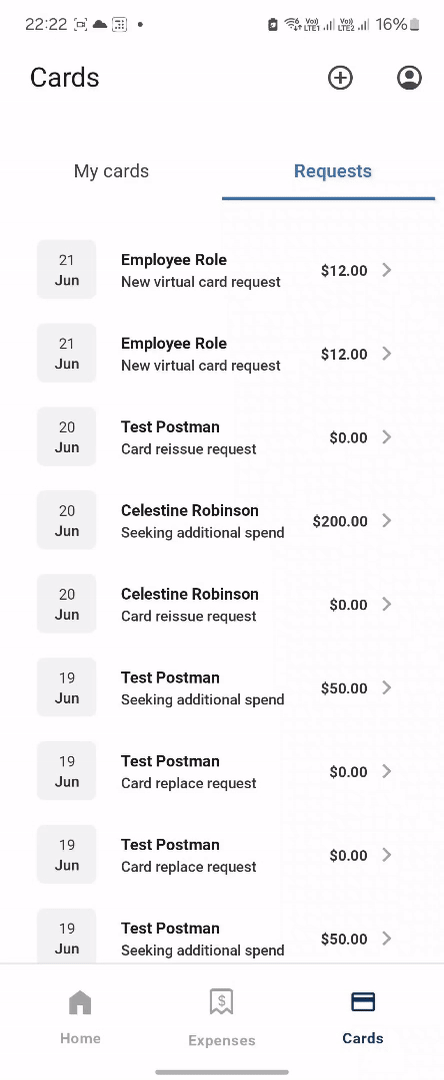 22:22 Vo)) LTE1 Vo)) LTE2 16%
Cards
My cards Requests
21 Jun
Employee Role
New virtual card request
$12.00
21 Jun
Employee Role
New virtual card request
$12.00
20 Jun
Test Postman
Card reissue request
$0.00
20 Jun
Celestine Robinson
Seeking additional spend
$200.00
20 Jun
Celestine Robinson
Card reissue request
$0.00
19 Jun
Test Postman
Seeking additional spend
$50.00
19 Jun
Test Postman
Card replace request
$0.00
19 Jun
Test Postman
Card replace request
$0.00
19 Jun
Test Postman
Seeking additional spend
$50.00
Home Expenses Cards